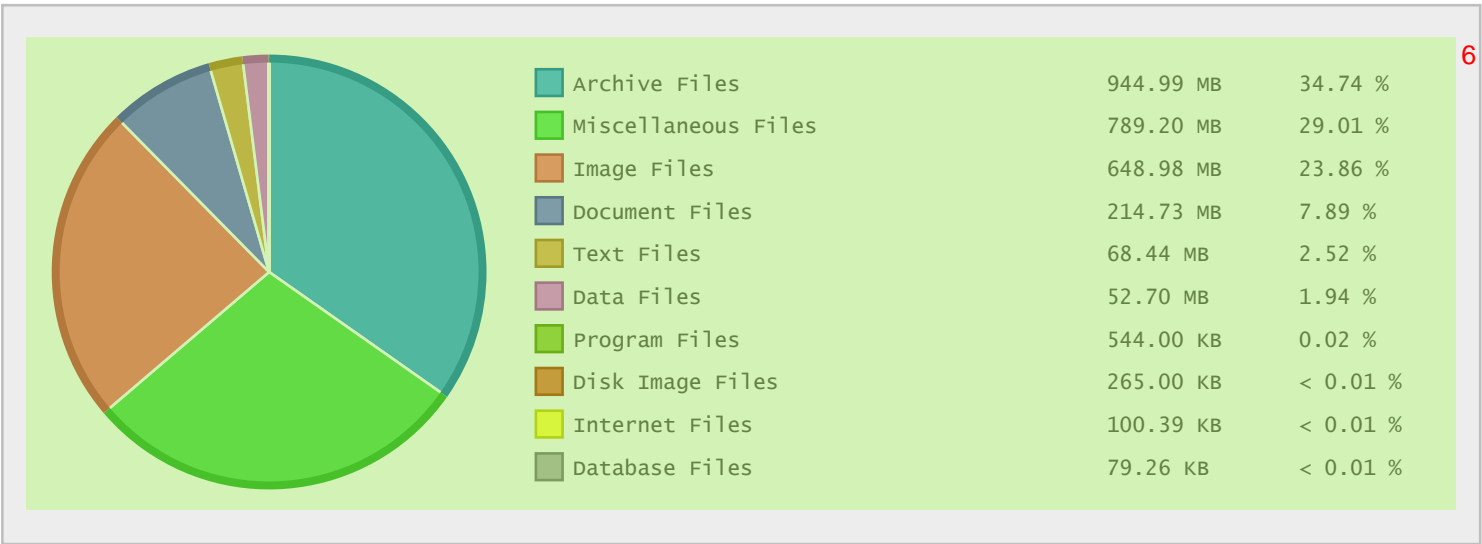 6
Archive Files 944.99 MB 34.74 %
Miscellaneous Files 789.20 MB 29.01 %
Image Files 648.98 MB 23.86 %
Document Files 214.73 MB 7.89 %
Text Files 68.44 MB 2.52 %
Data Files 52.70 MB 1.94 %
Program Files 544.00 KB 0.02 %
Disk Image Files 265.00 KB < 0.01 %
Internet Files 100.39 KB < 0.01 %
Database Files 79.26 KB < 0.01 %